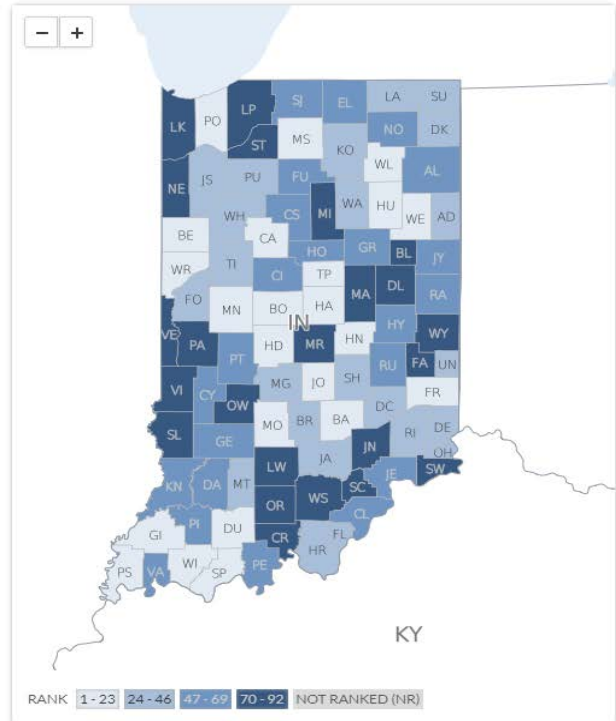 − +
LK PO LP SJ EL LA SU
ST MS NO DK
KO
JS PU FU WL AL
NE
WH CS MI WA HU WE AD
BE CA
HO GR BL JY
WR TI CI TP
MA DL RA
FO MN BO HA
IN HY
VE PA HD MR HN WY
PT RU FA UN
MG SH
VI CY JO FR
OW DC
MO BR BA
SL GE RI DE
JN OH
LW JA SW
KN DA MT JE
OR WS SC
CL
PI DU
GI CR FL
HR
PS VA WI SP PE
KY
RANK 1 - 23 24 - 46 47 - 69 70 - 92 NOT RANKED (NR)